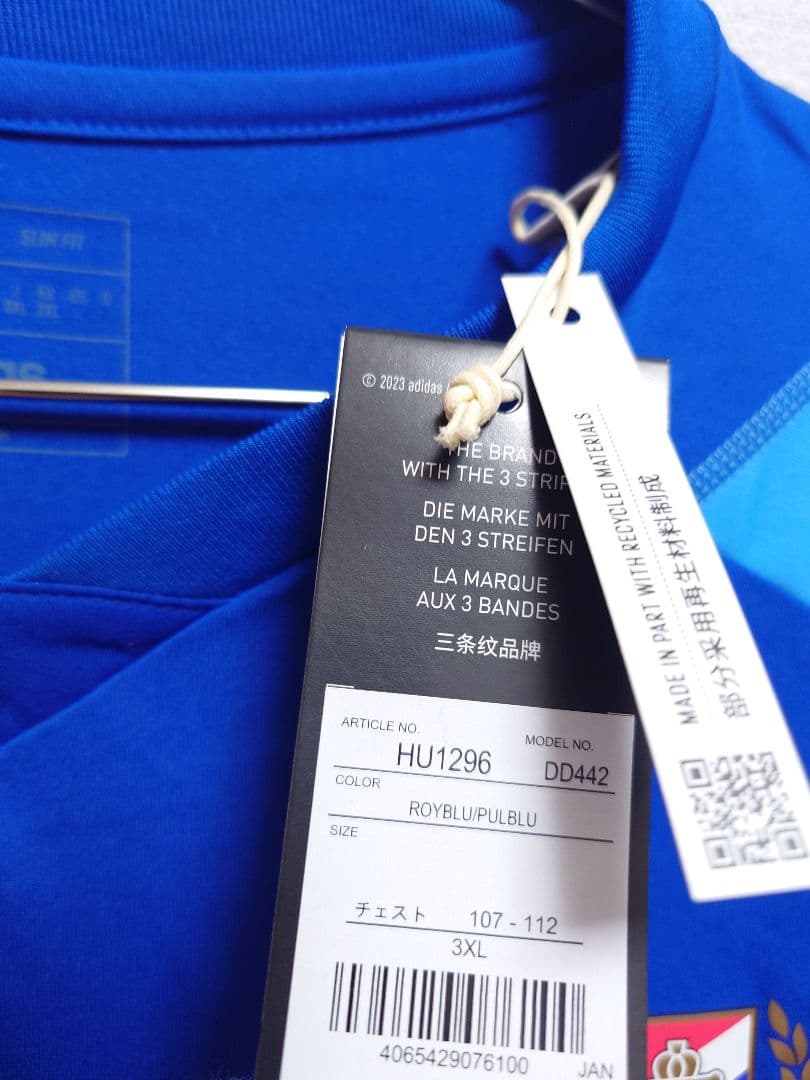 SLIM FIT
© 2023 adidas
THE BRAND
WITH THE 3 STRIP
DIE MARKE MIT
DEN 3 STREIFEN
LA MARQUE
AUX 3 BANDES
三条纹品牌
MADE IN PART WITH RECYCLED MATERIALS
部分采用再生材料制成
ARTICLE NO.
HU1296
MODEL NO.
DD442
COLOR
ROYBLU/PULBLU
SIZE
チェスト 107 - 112
3XL
4065429076100 JAN